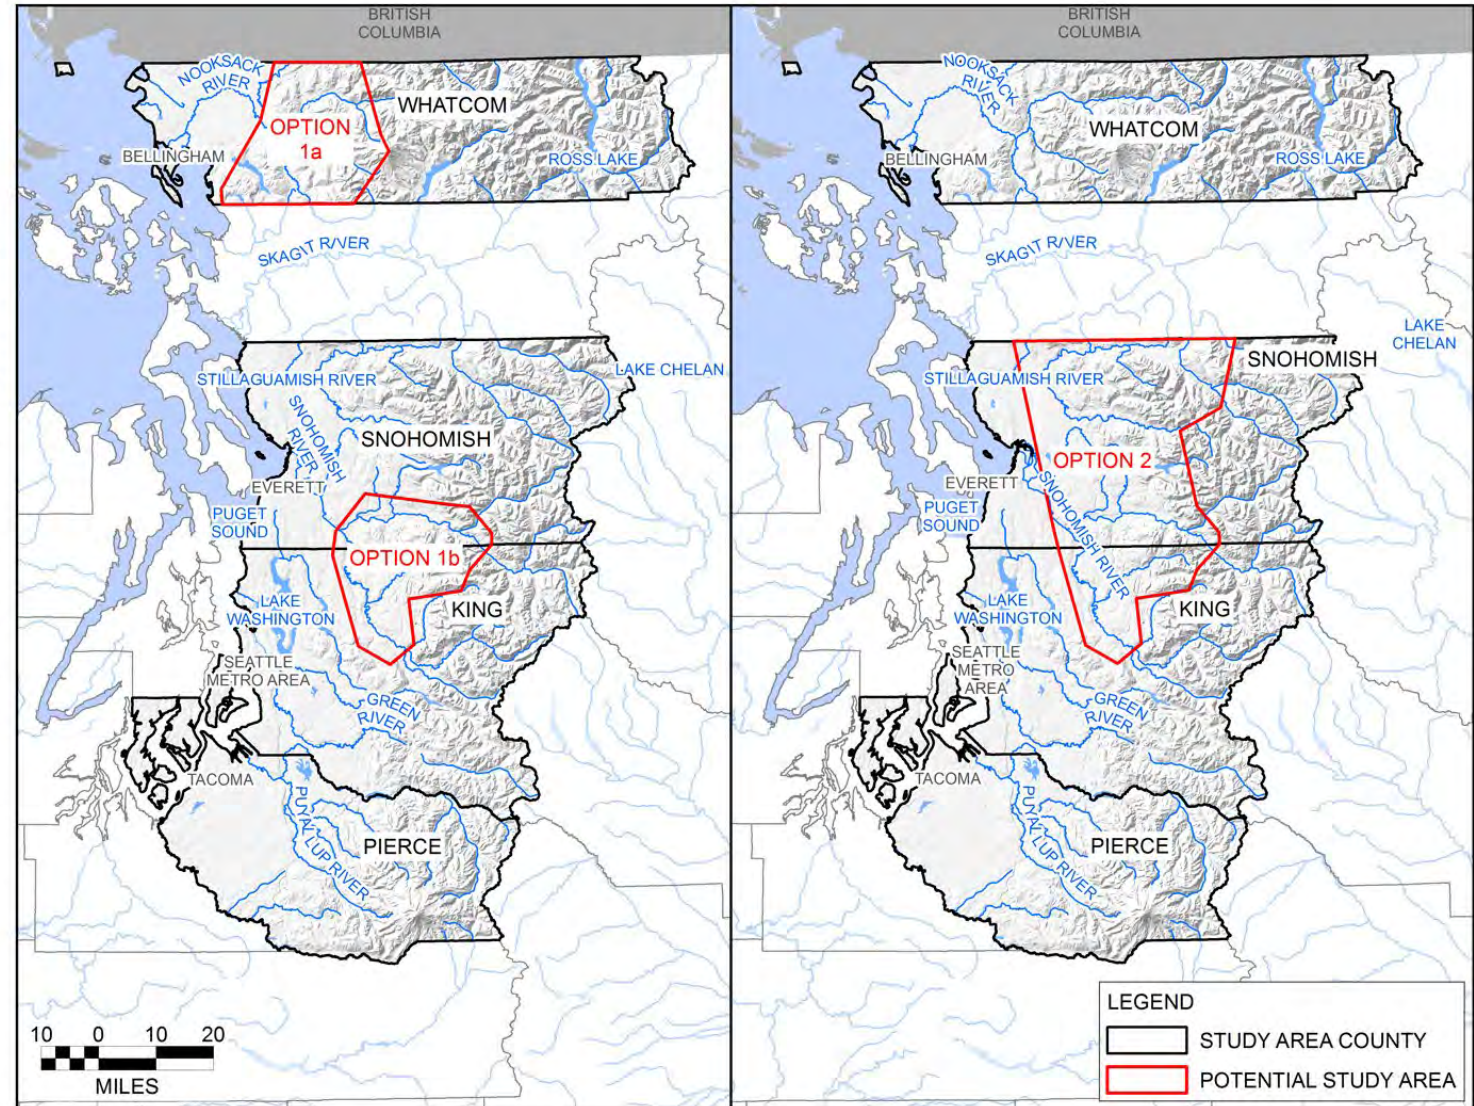 BRITISH
COLUMBIA
NOOKSACK
RIVER
WHATCOM
OPTION
1a
BELLINGHAM
ROSS LAKE
SKAGIT RIVER
STILLAGUAMISH RIVER
LAKE CHELAN
SNOHOMISH
RIVER
SNOHOMISH
EVERETT
PUGET
SOUND
OPTION 1b
LAKE
WASHINGTON
KING
SEATTLE
METRO AREA
GREEN
RIVER
TACOMA
PUYALLUP RIVER
PIERCE
10 0 10 20
MILES
BRITISH
COLUMBIA
NOOKSACK
RIVER
WHATCOM
BELLINGHAM
ROSS LAKE
SKAGIT RIVER
LAKE
CHELAN
SNOHOMISH
STILLAGUAMISH RIVER
OPTION 2
EVERETT
SNOHOMISH RIVER
PUGET
SOUND
LAKE
WASHINGTON
KING
SEATTLE
METRO
AREA
GREEN
RIVER
TACOMA
PUYALLUP RIVER
PIERCE
LEGEND
STUDY AREA COUNTY
POTENTIAL STUDY AREA